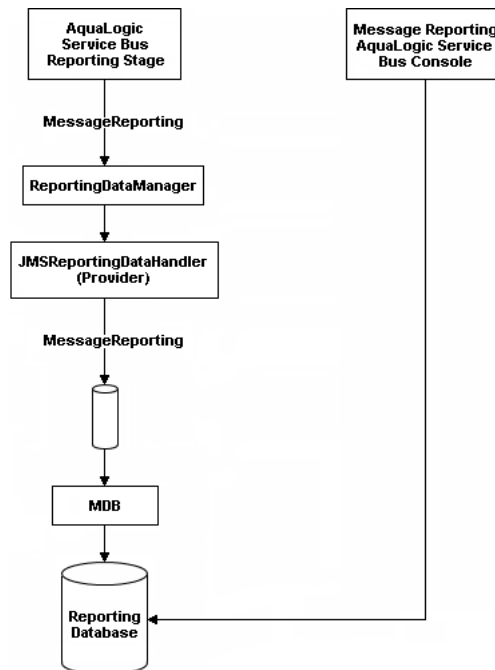 AquaLogic
Service Bus
Reporting Stage
Message Reporting
AquaLogic Service
Bus Console
MessageReporting
ReportingDataManager
JMSReportingDataHandler
(Provider)
MessageReporting
MDB
Reporting
Database